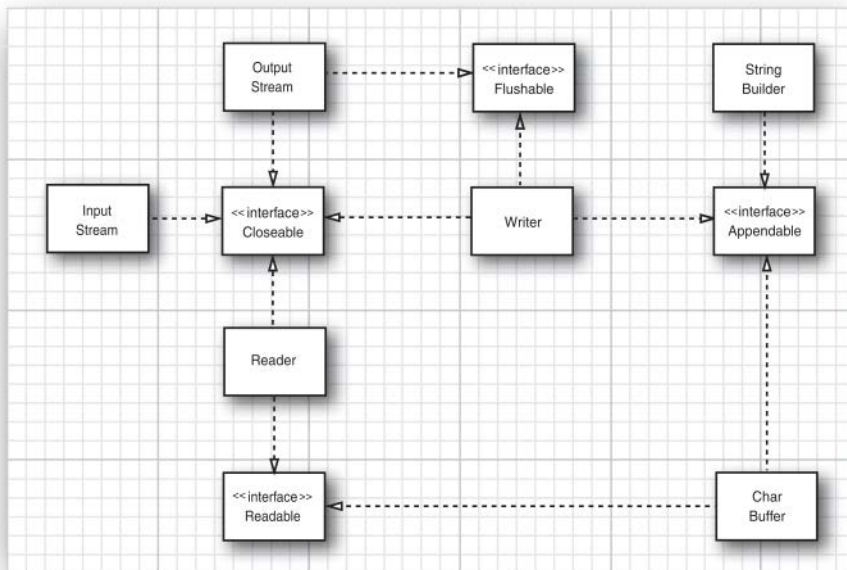 Output
Stream
<<interface>>
Flushable
String
Builder
Input
Stream
<<interface>>
Closeable
Writer
<<interface>>
Appendable
Reader
<<interface>>
Readable
Char
Buffer